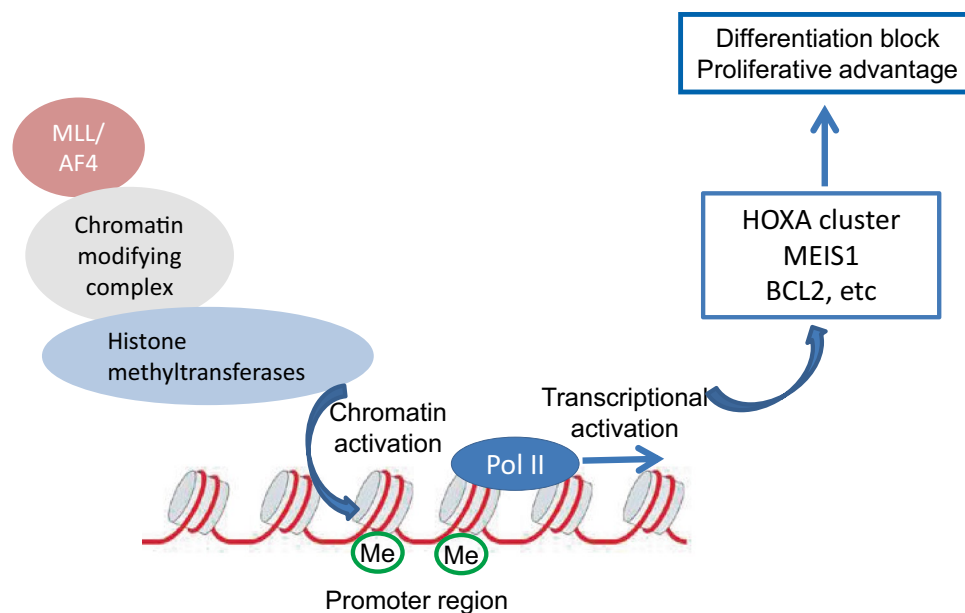 Differentiation block
Proliferative advantage
MLL/
AF4
Chromatin
modifying
complex
HOXA cluster
MEIS1
BCL2, etc
Histone
methyltransferases
Chromatin
activation
Transcriptional
activation
Pol II
Me
Me
Promoter region